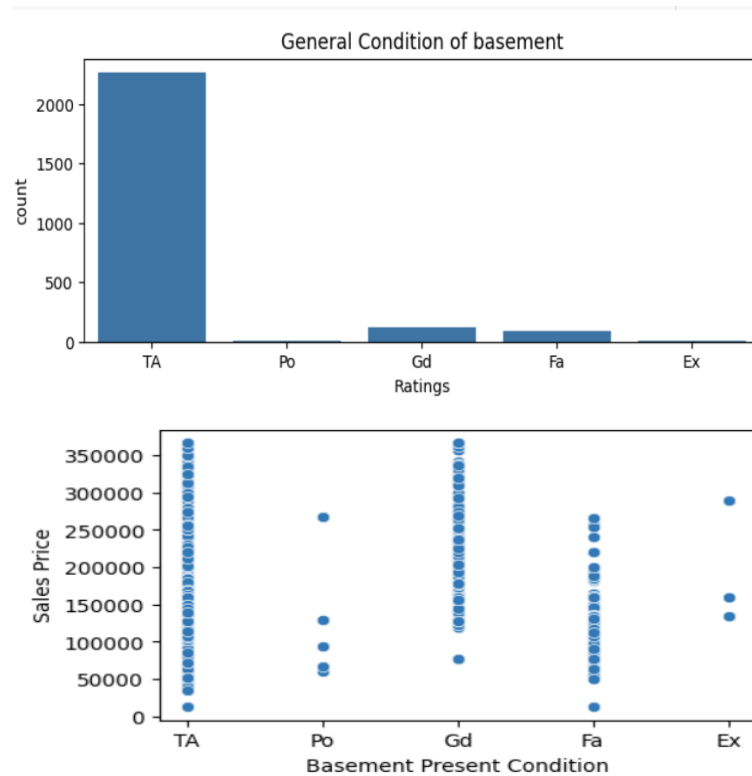 General Condition of basement
2000
1500
1000
500
0
count
TA Po Gd Fa Ex
Ratings
350000
300000
250000
200000
150000
100000
50000
0
Sales Price
TA Po Gd Fa Ex
Basement Present Condition